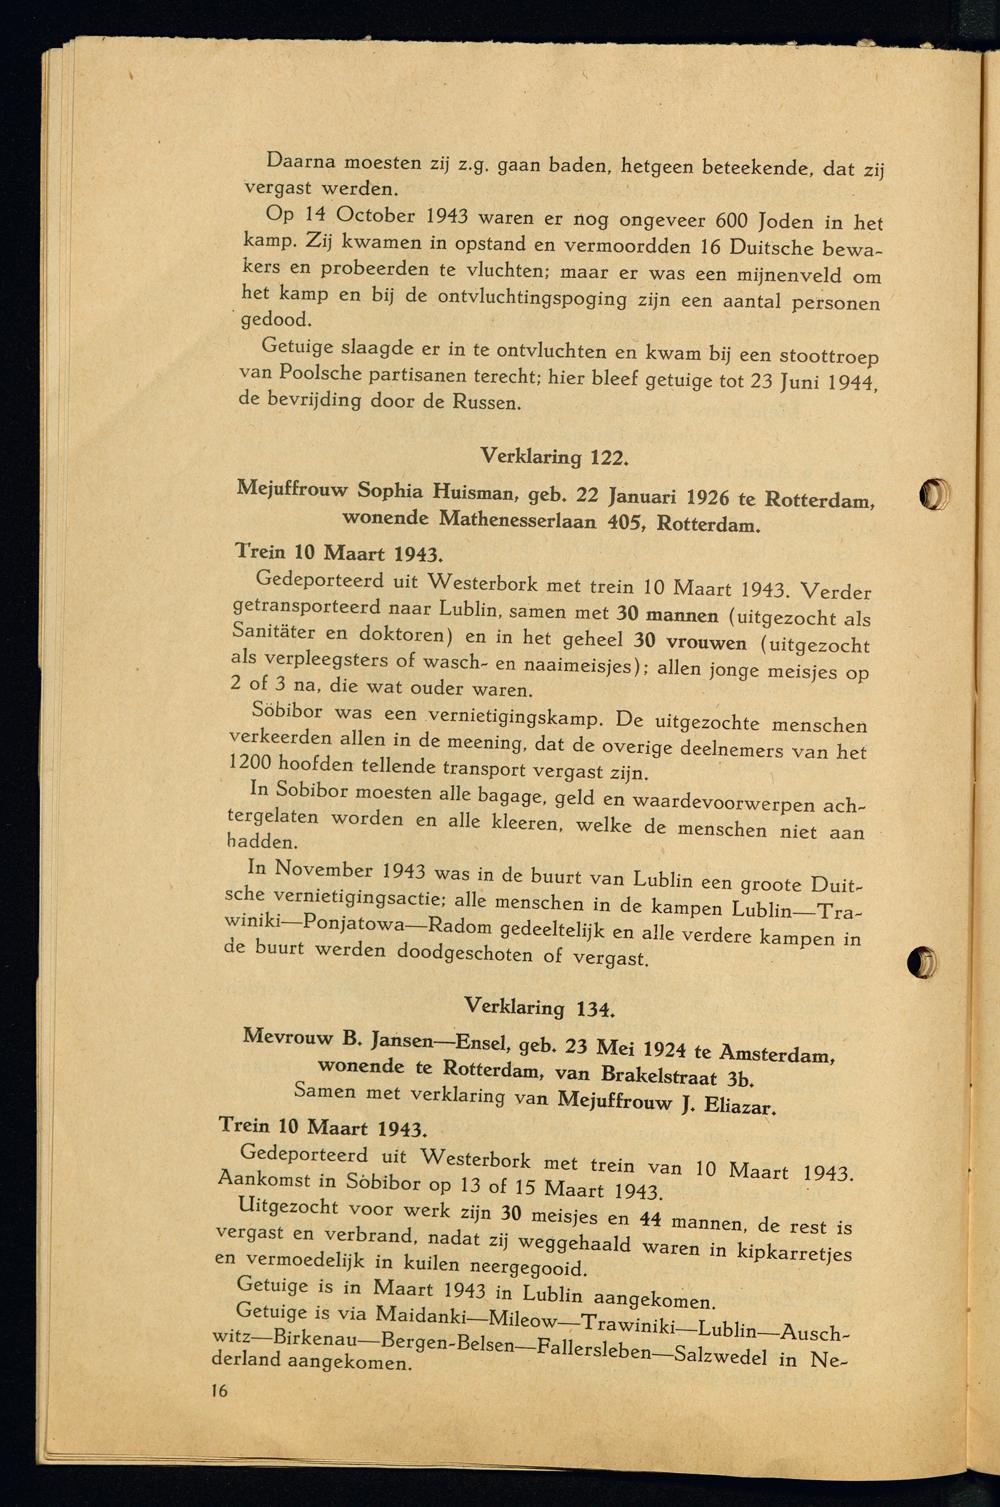 Daarna moesten zij z.g. gaan baden, hetgeen beteekende, dat zij
vergast werden.
Op 14 October 1943 waren er nog ongeveer 600 Joden in het
kamp. Zij kwamen in opstand en vermoordden 16 Duitsche bewa-
kers en probeerden te vluchten; maar er was een mijnenveld om
het kamp en bij de ontvluchtingspoging zijn een aantal personen
gedood.
Getuige slaagde er in te ontvluchten en kwam bij een stoottroep
van Poolsche partisanen terecht; hier bleef getuige tot 23 Juni 1944,
de bevrijding door de Russen.
Verklaring 122.
Mejuffrouw Sophia Huisman, geb. 22 Januari 1926 te Rotterdam,
wonende Mathenesserlaan 405, Rotterdam.
Trein 10 Maart 1943.
Gedeporteerd uit Westerbork met trein 10 Maart 1943. Verder
getransporteerd naar Lublin, samen met 30 mannen (uitgezocht als
Sanitäter en doktoren) en in het geheel 30 vrouwen (uitgezocht
als verpleegsters of wasch- en naaimeisjes); allen jonge meisjes op
2 of 3 na, die wat ouder waren.
Söbibor was een vernietigingskamp. De uitgezochte menschen
verkeerden allen in de meening, dat de overige deelnemers van het
1200 hoofden tellende transport vergast zijn.
In Sobibor moesten alle bagage, geld en waardevoorwerpen ach-
tergelaten worden en alle kleeren, welke de menschen niet aan
hadden.
In November 1943 was in de buurt van Lublin een groote Duit-
sche vernietigingsactie; alle menschen in de kampen Lublin—Tra-
winiki—Ponjatowa—Radom gedeeltelijk en alle verdere kampen in
de buurt werden doodgeschoten of vergast.
Verklaring 134.
Mevrouw B. Jansen—Ensel, geb. 23 Mei 1924 te Amsterdam,
wonende te Rotterdam, van Brakelstraat 3b.
Samen met verklaring van Mejuffrouw J. Eliazar.
Trein 10 Maart 1943.
Gedeporteerd uit Westerbork met trein van 10 Maart 1943.
Aankomst in Söbibor op 13 of 15 Maart 1943.
Uitgezocht voor werk zijn 30 meisjes en 44 mannen, de rest is
vergast en verbrand, nadat zij weggehaald waren in kipkarretjes
en vermoedelijk in kuilen neergegooid.
Getuige is in Maart 1943 in Lublin aangekomen.
Getuige is via Maidanki—Mileow—Trawiniki—Lublin—Ausch-
witz—Birkenau—Bergen-Belsen—Fallersleben—Salzwedel in Ne-
derland aangekomen.
16